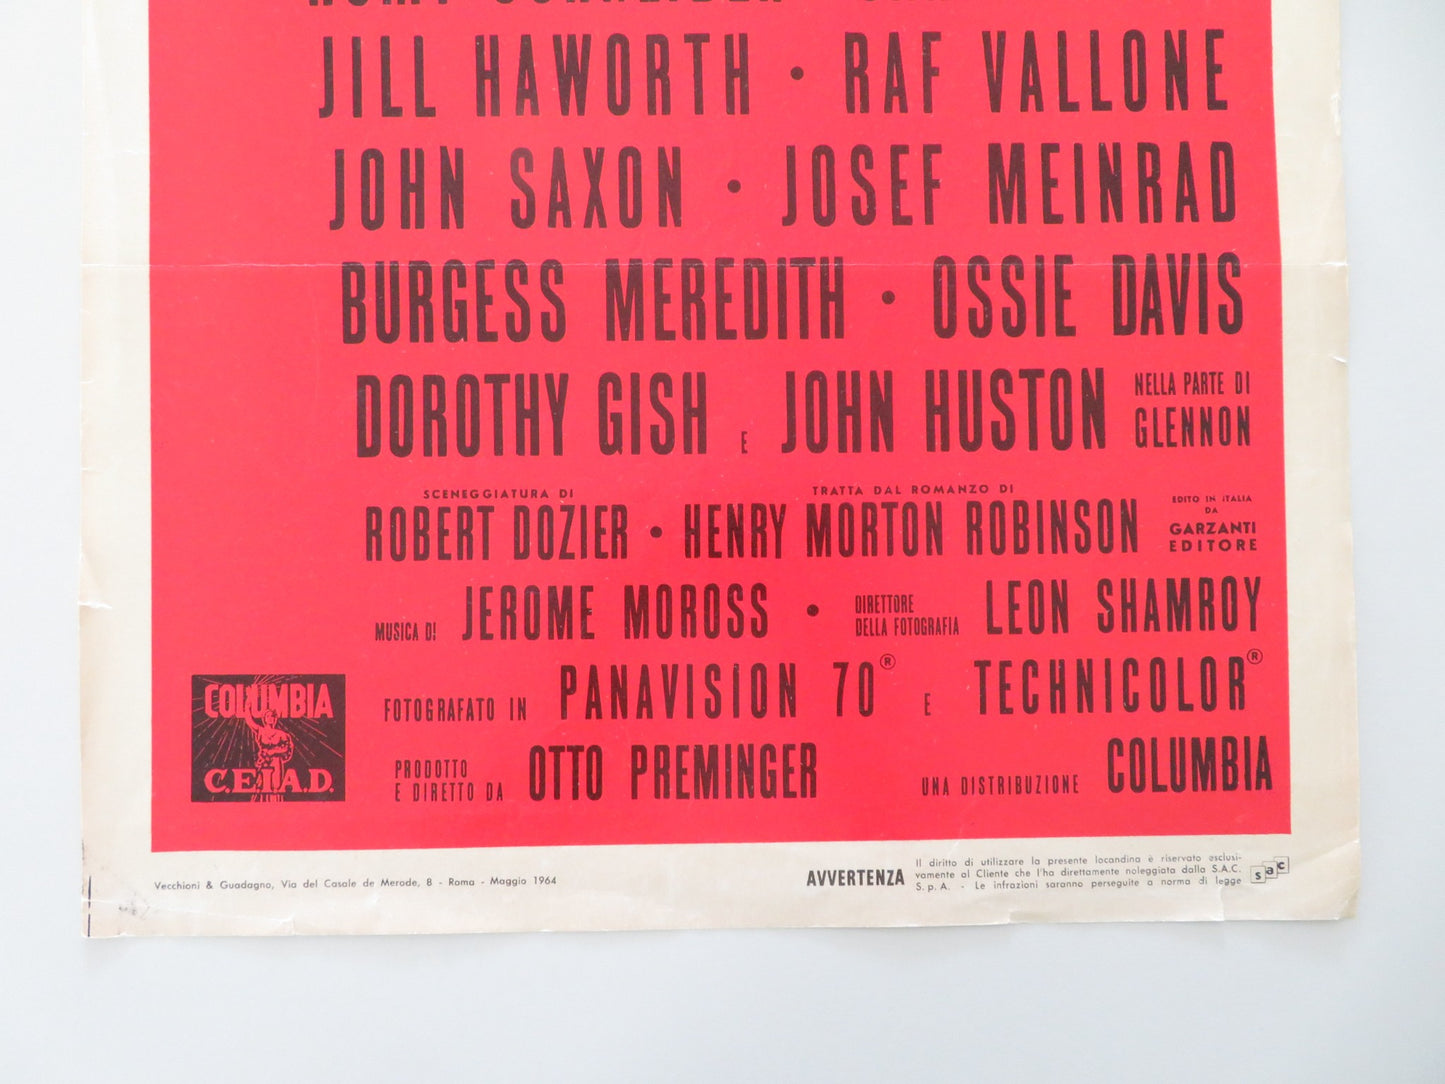 JILL HAWORTH • RAF VALLONE
JOHN SAXON • JOSEF MEINRAD
BURGESS MEREDITH • OSSIE DAVIS
DOROTHY GISH E JOHN HUSTON NELLA PARTE DI GLENNON
SCENEGGIATURA DI TRATTA DAL ROMANZO DI
ROBERT DOZIER • HENRY MORTON ROBINSON
EDITO IN ITALIA
DA
GARZANTI
EDITORE
MUSICA DI JEROME MOROSS • DIRETTORE DELLA FOTOGRAFIA LEON SHAMROY
FOTOGRAFATO IN PANAVISION 70® E TECHNICOLOR®
PRODOTTO E DIRETTO DA OTTO PREMINGER UNA DISTRIBUZIONE COLUMBIA
COLUMBIA
C.E.I.A.D.
Vecchioni & Guadagno, Via del Casale de Merode, 8 - Roma - Maggio 1964
AVVERTENZA
Il diritto di utilizzare la presente locandina è riservato esclusi-
vamente al Cliente che l'ha direttamente noleggiata dalla S.A.C.
S.p.A. - Le infrazioni saranno perseguite a norma di legge
sac